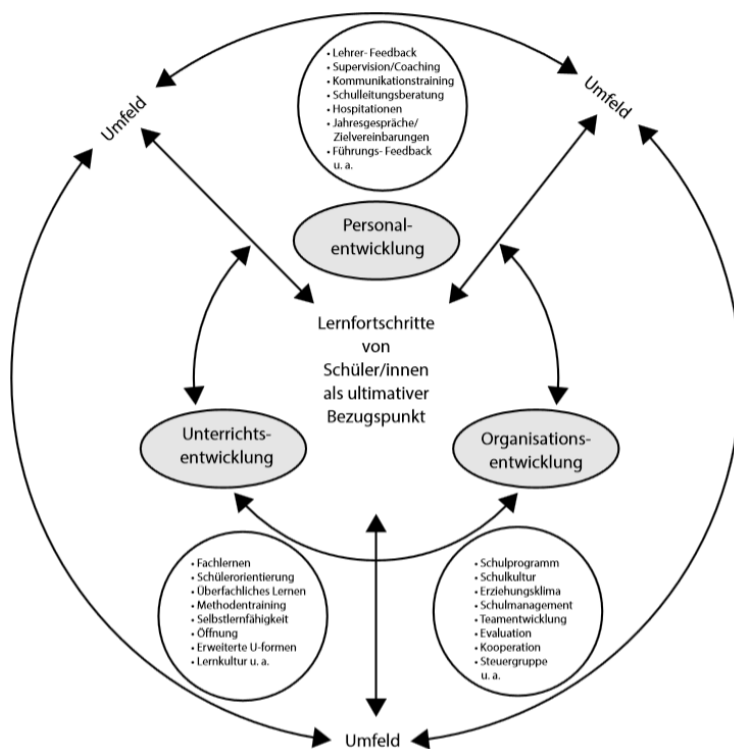 • Lehrer- Feedback
• Supervision/Coaching
• Kommunikationstraining
• Schulleitungsberatung
• Hospitationen
• Jahresgespräche/
Zielvereinbarungen
• Führungs- Feedback
u. a.
Umfeld
Umfeld
Personal-
entwicklung
Lernfortschritte
von
Schüler/innen
als ultimativer
Bezugspunkt
Unterrichts-
entwicklung
Organisations-
entwicklung
• Fachlernen
• Schülerorientierung
• Überfachliches Lernen
• Methodentraining
• Selbstlernfähigkeit
• Öffnung
• Erweiterte U-formen
• Lernkultur u. a.
• Schulprogramm
• Schulkultur
• Erziehungsklima
• Schulmanagement
• Teamentwicklung
• Evaluation
• Kooperation
• Steuergruppe
u. a.
Umfeld